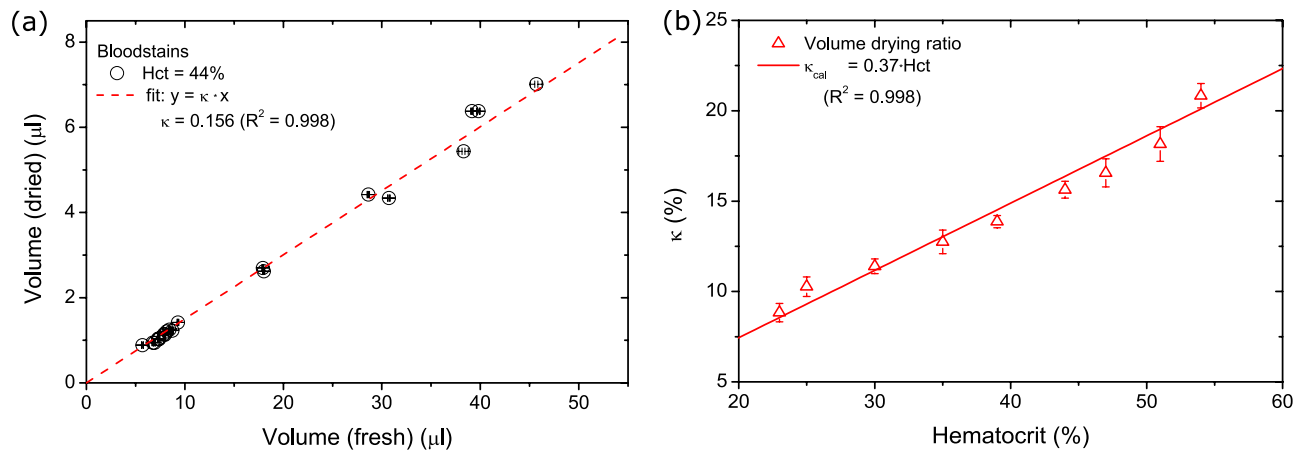 (a)
Bloodstains
Hct = 44%
fit: y = κ · x
κ = 0.156 (R² = 0.998)
Volume (dried) (μl)
8
6
4
2
0
0 10 20 30 40 50
Volume (fresh) (μl)
(b)
Volume drying ratio
κcal = 0.37·Hct
(R² = 0.998)
κ (%)
25
20
15
10
5
20 30 40 50 60
Hematocrit (%)